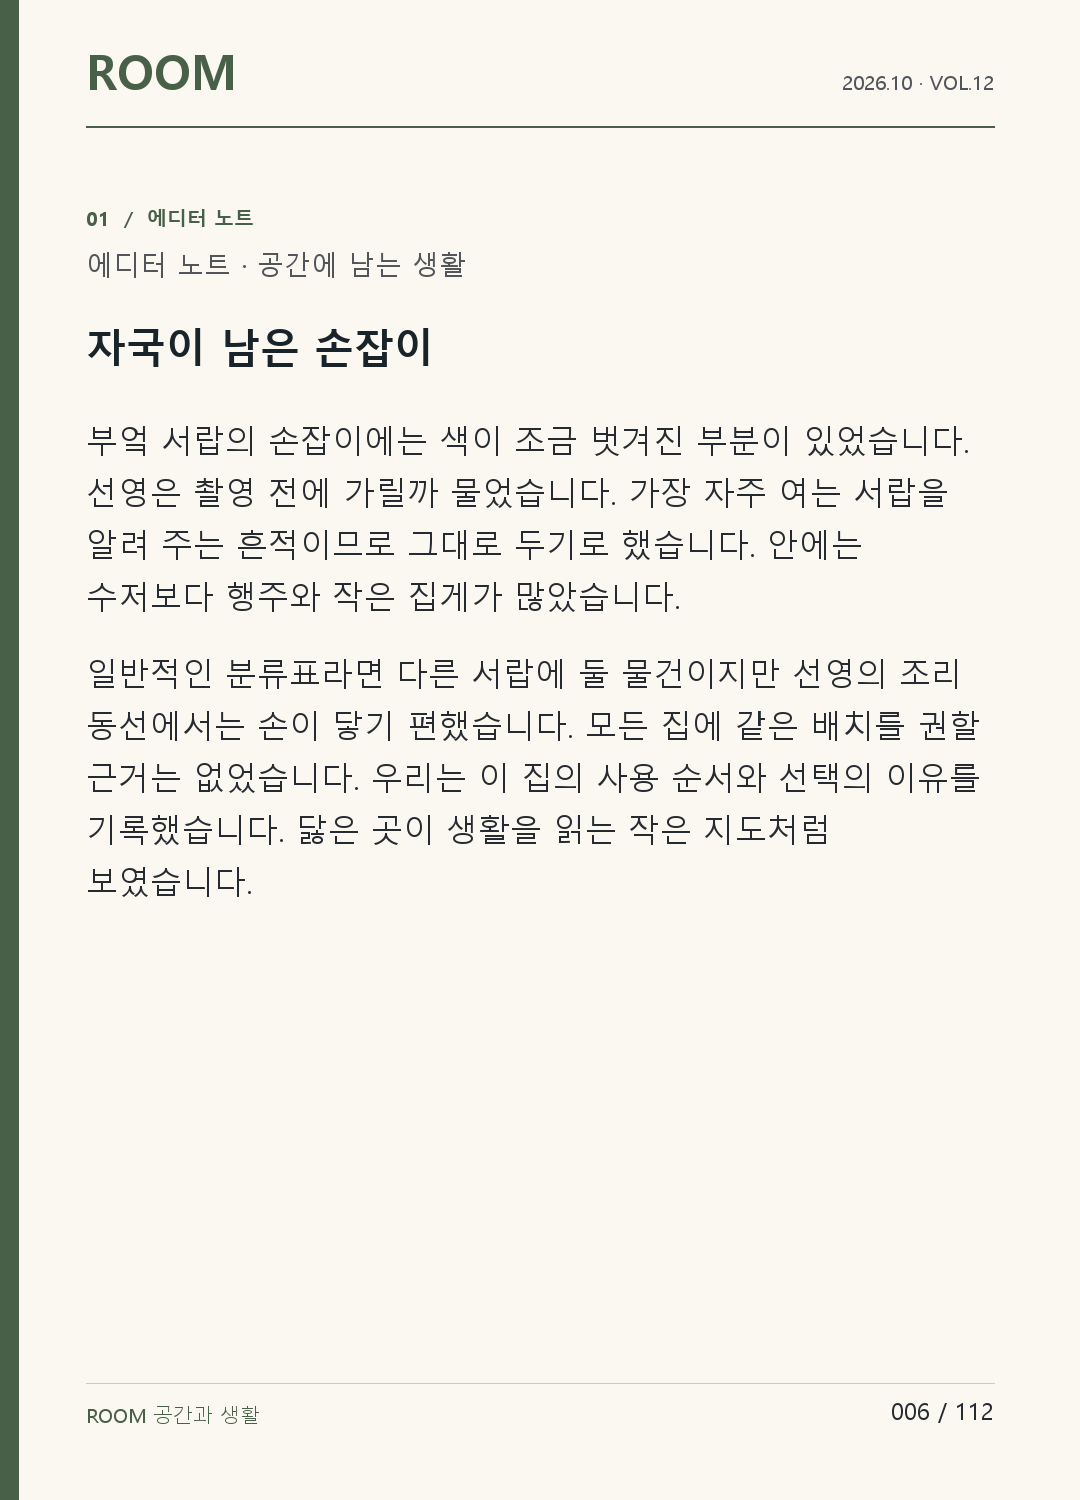 ROOM
2026.10 · VOL.12
01 / 에디터 노트
에디터 노트 · 공간에 남는 생활
자국이 남은 손잡이
부엌 서랍의 손잡이에는 색이 조금 벗겨진 부분이 있었습니다.
선영은 촬영 전에 가릴까 물었습니다. 가장 자주 여는 서랍을
알려 주는 흔적이므로 그대로 두기로 했습니다. 안에는
수저보다 행주와 작은 집게가 많았습니다.
일반적인 분류표라면 다른 서랍에 둘 물건이지만 선영의 조리
동선에서는 손이 닿기 편했습니다. 모든 집에 같은 배치를 권할
근거는 없었습니다. 우리는 이 집의 사용 순서와 선택의 이유를
기록했습니다. 닳은 곳이 생활을 읽는 작은 지도처럼
보였습니다.
ROOM 공간과 생활
006 / 112